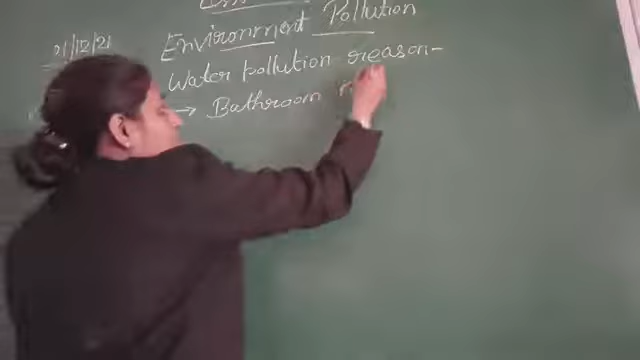 21/12/21
Environment Pollution
Water pollution reason-
→ Bathroom